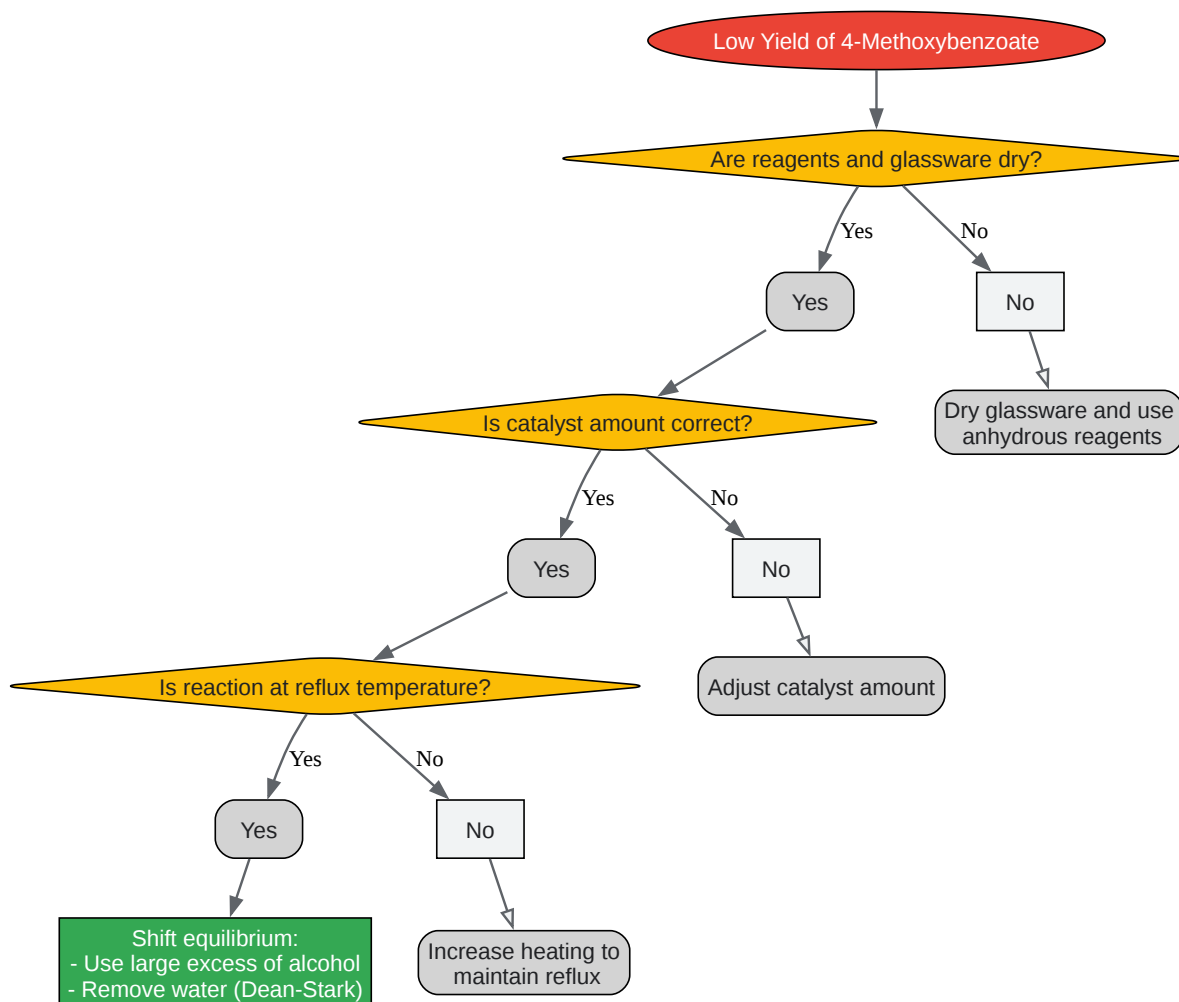 Low Yield of 4-Methoxybenzoate
Are reagents and glassware dry?
Yes
No
Yes
No
Dry glassware and use
anhydrous reagents
Is catalyst amount correct?
Yes
No
Yes
No
Adjust catalyst amount
Is reaction at reflux temperature?
Yes
No
Yes
No
Shift equilibrium:
- Use large excess of alcohol
- Remove water (Dean-Stark)
Increase heating to
maintain reflux